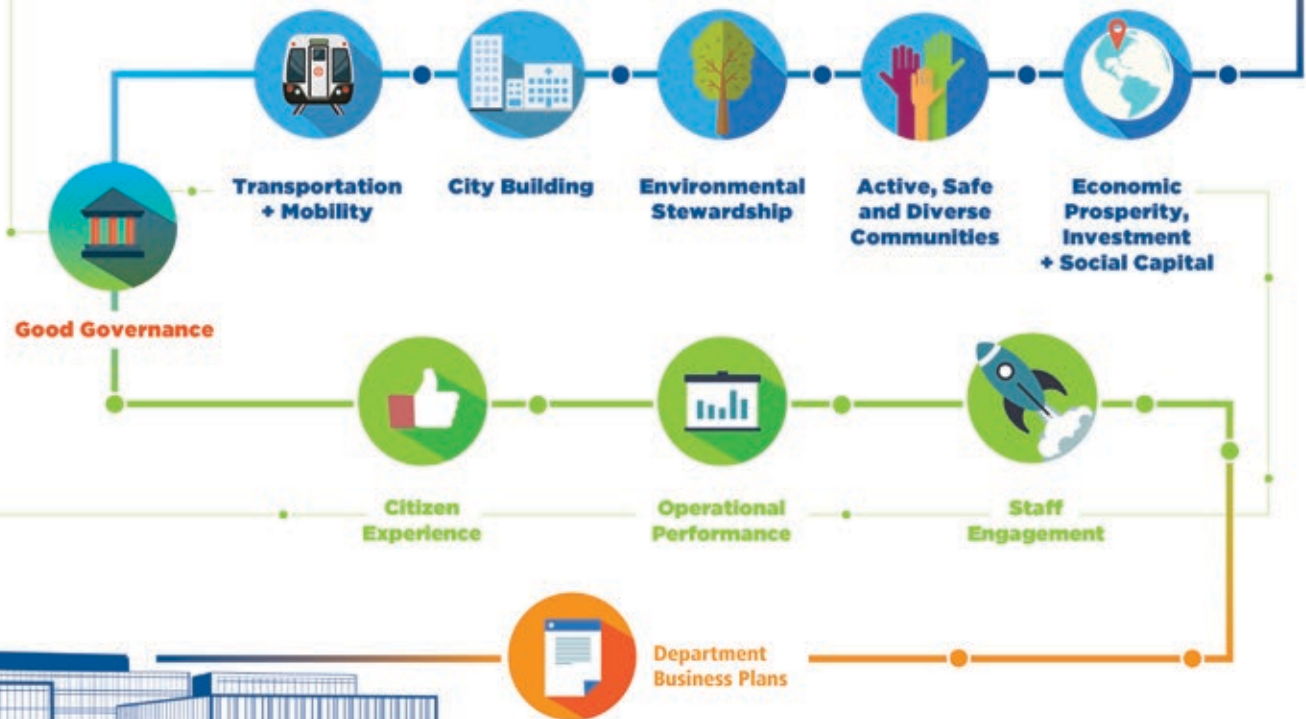 Transportation
+ Mobility
City Building
Environmental
Stewardship
Active, Safe
and Diverse
Communities
Economic
Prosperity,
Investment
+ Social Capital
Good Governance
Citizen
Experience
Operational
Performance
Staff
Engagement
Department
Business Plans